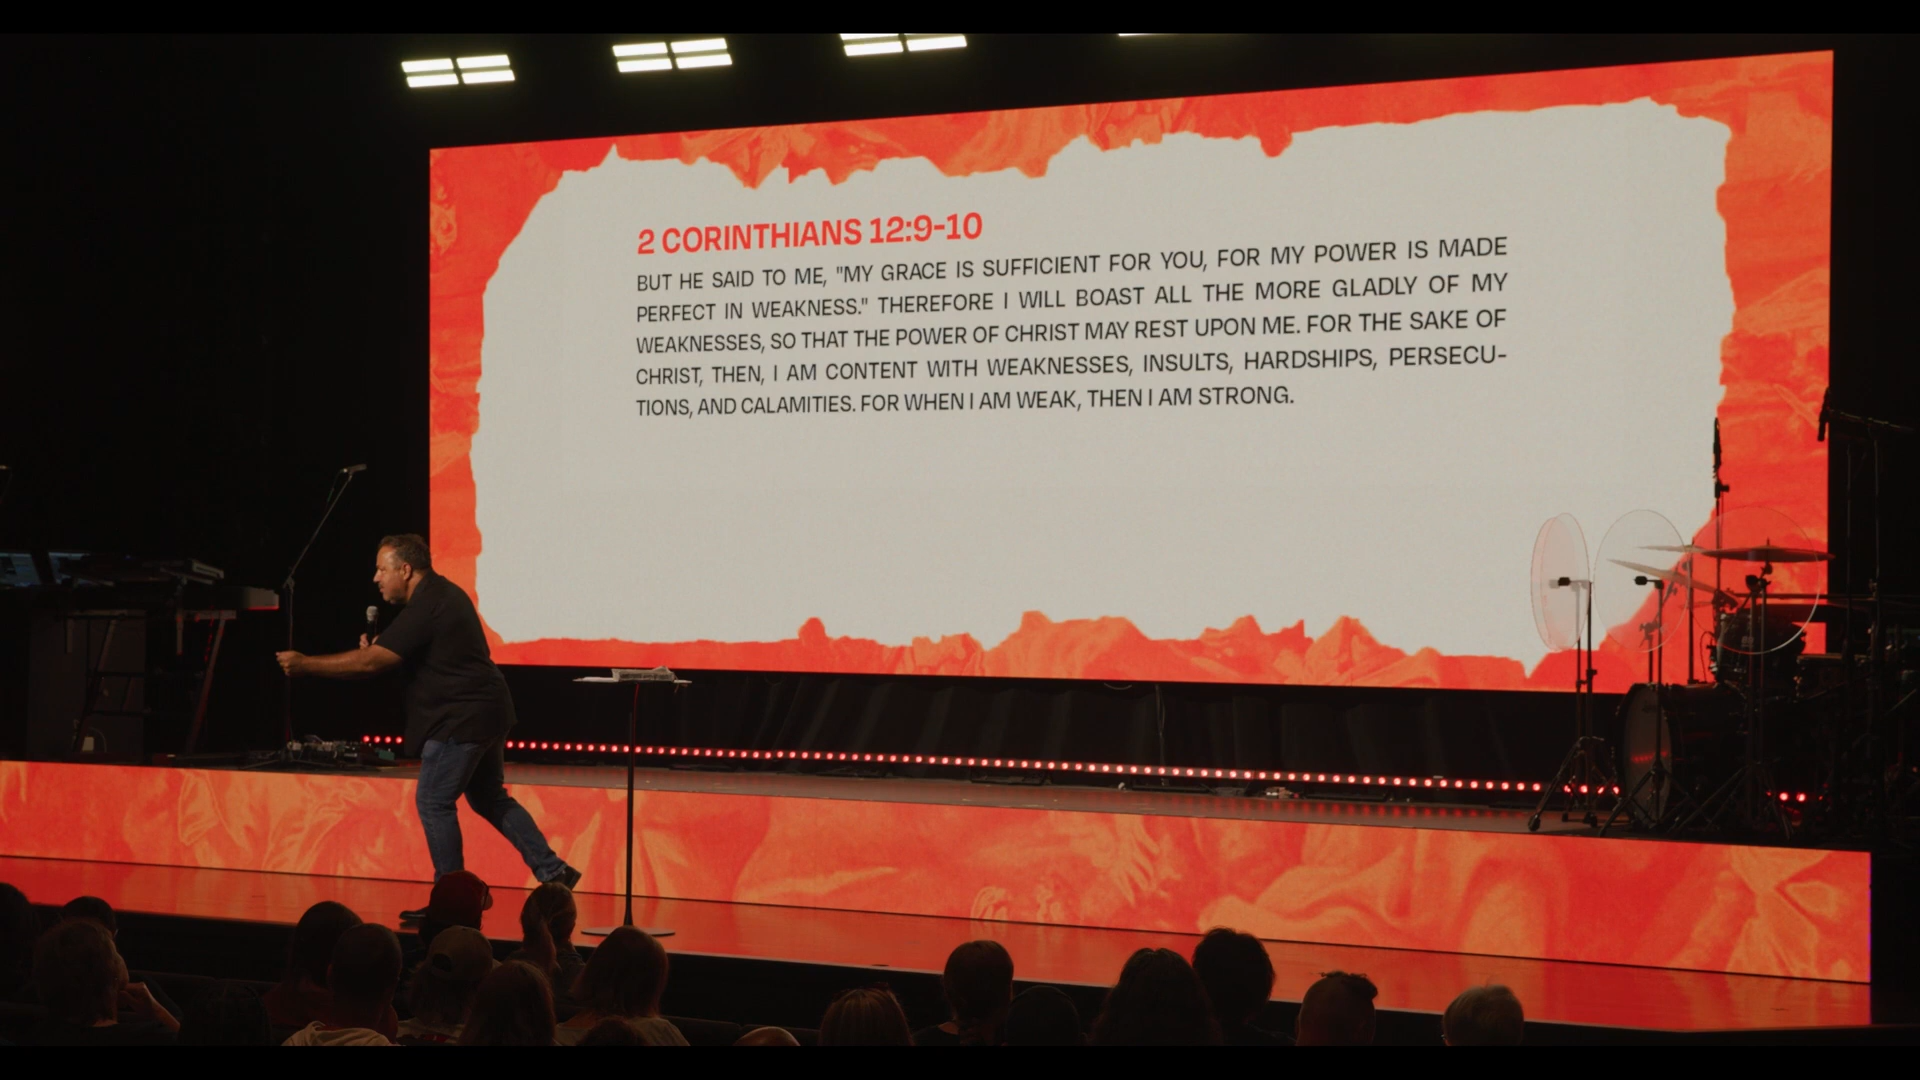 2 CORINTHIANS 12:9-10
BUT HE SAID TO ME, "MY GRACE IS SUFFICIENT FOR YOU, FOR MY POWER IS MADE
PERFECT IN WEAKNESS." THEREFORE I WILL BOAST ALL THE MORE GLADLY OF MY
WEAKNESSES, SO THAT THE POWER OF CHRIST MAY REST UPON ME. FOR THE SAKE OF
CHRIST, THEN, I AM CONTENT WITH WEAKNESSES, INSULTS, HARDSHIPS, PERSECU-
TIONS, AND CALAMITIES. FOR WHEN I AM WEAK, THEN I AM STRONG.